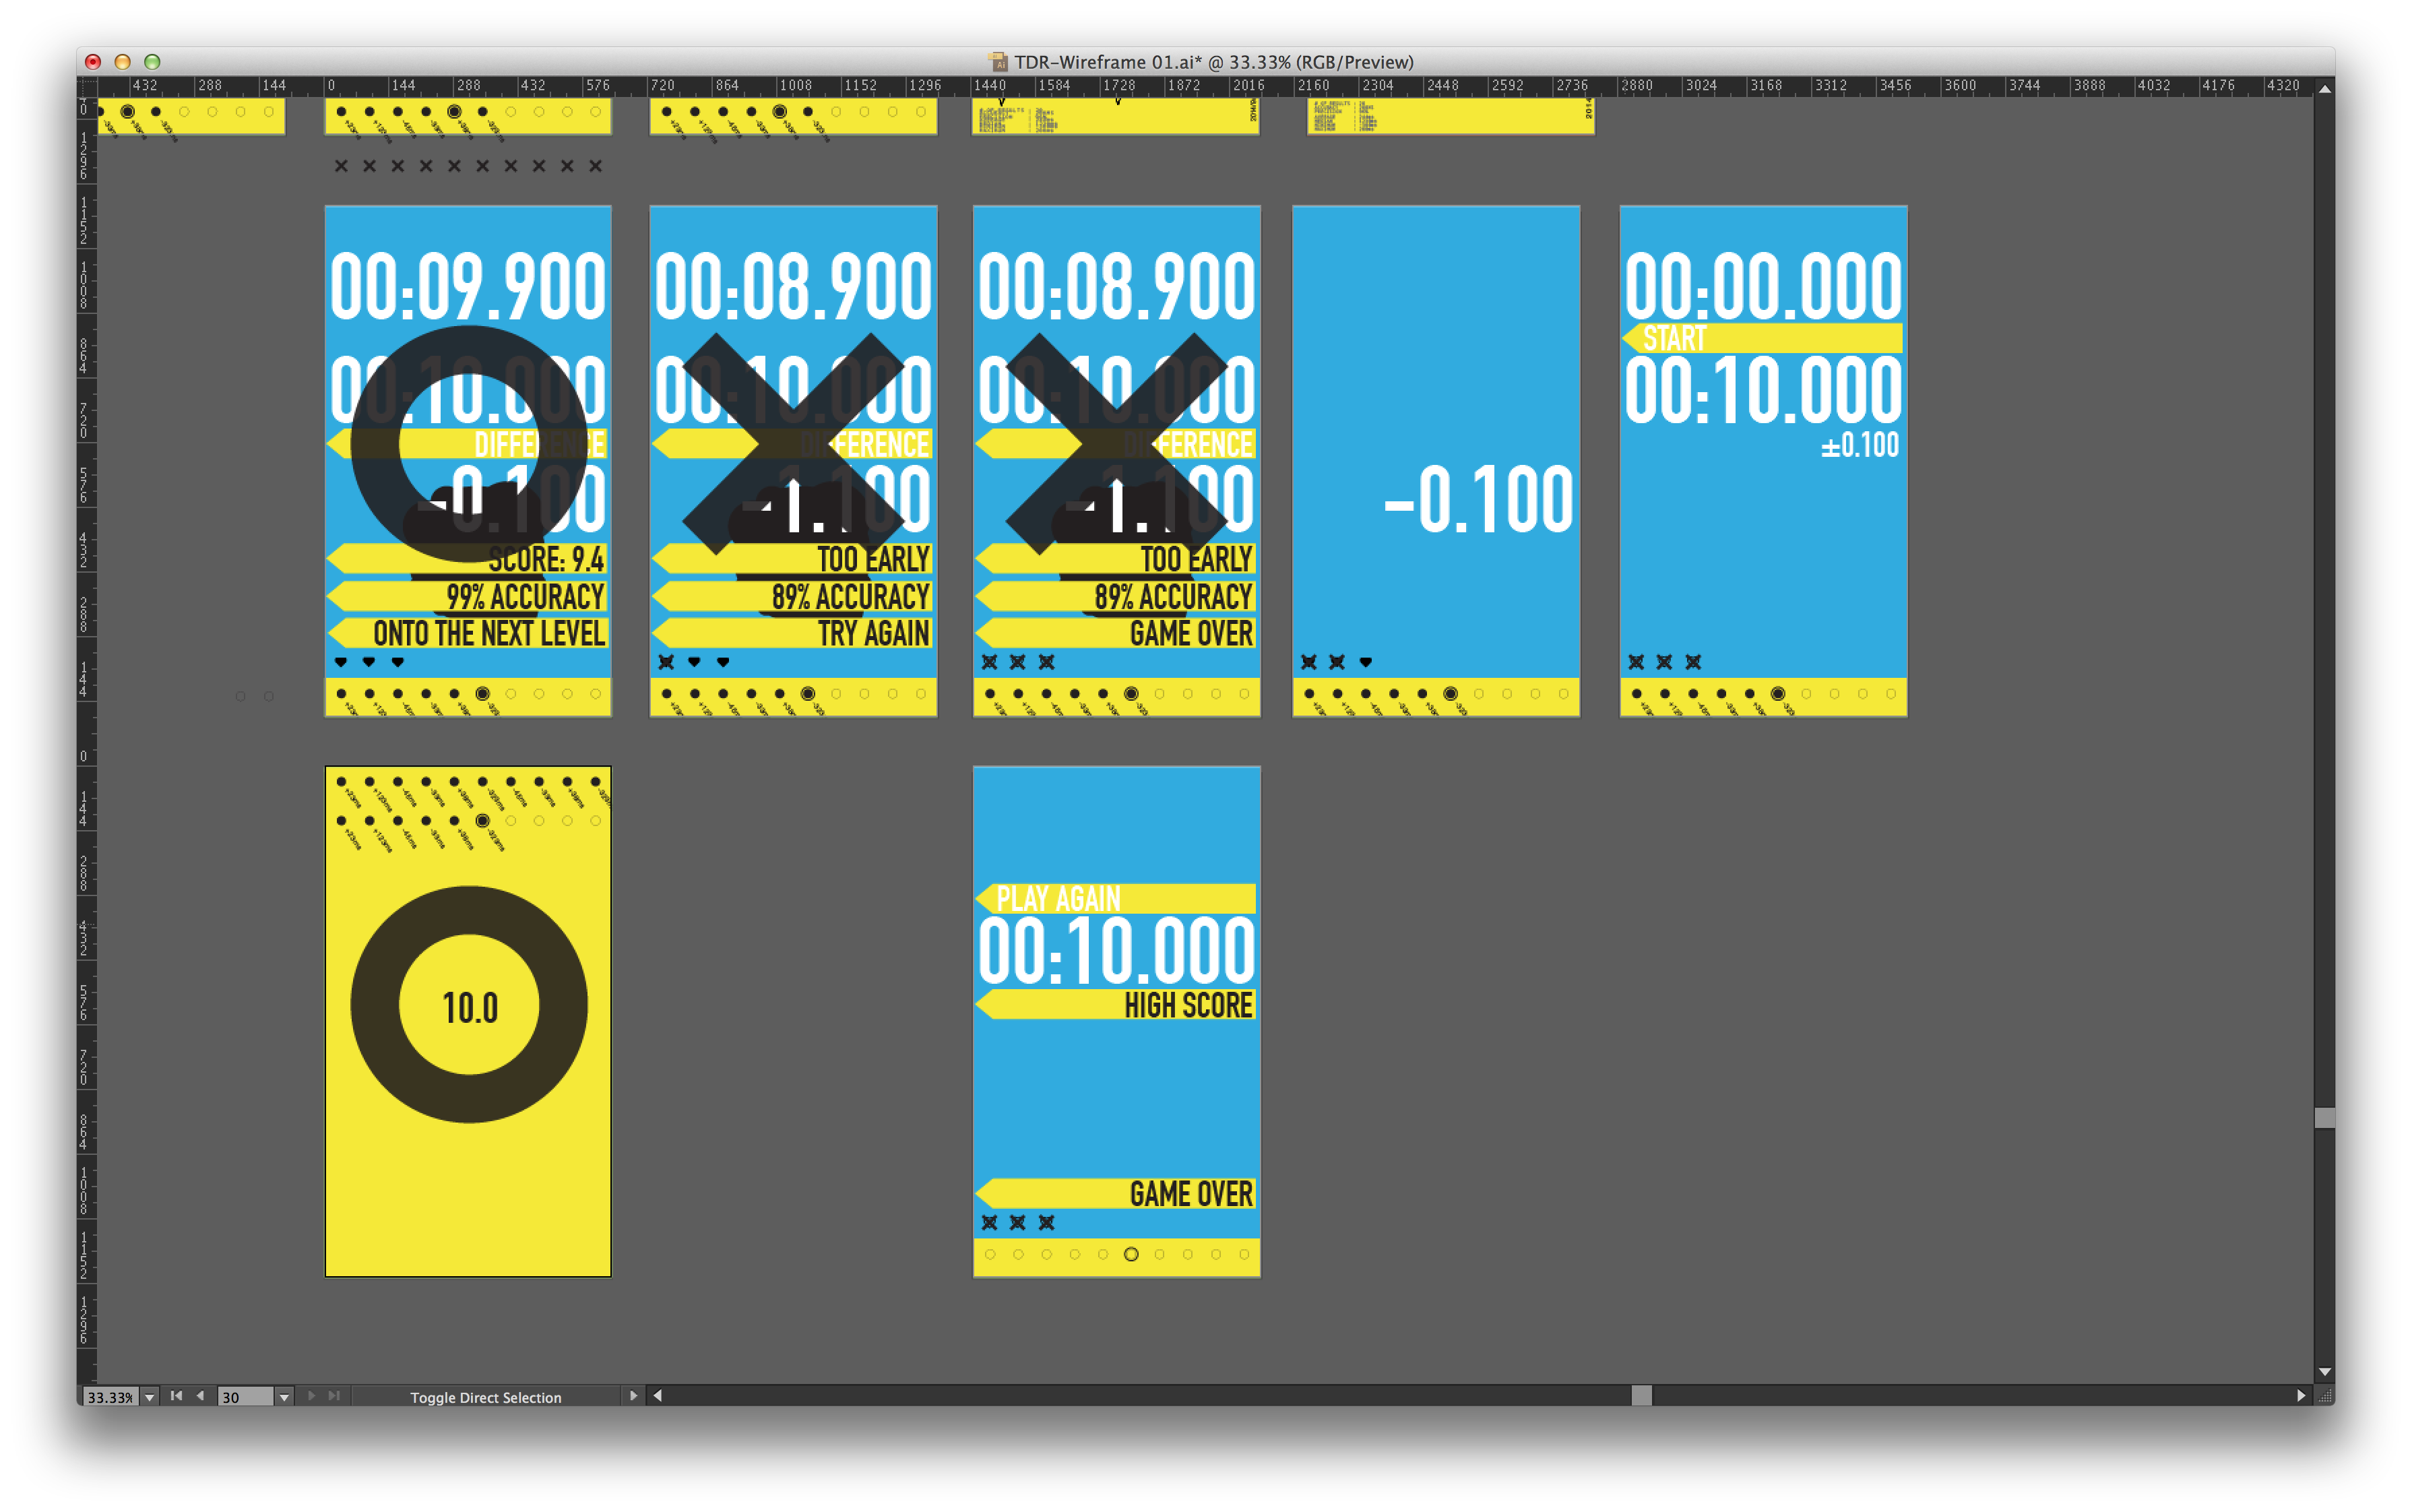 TDR-Wireframe 01.ai* @ 33.33% (RGB/Preview)
432 288 144 0 144 288 432 576 720 864 1008 1152 1296 1440 1584 1728 1872 2016 2160 2304 2448 2592 2736 2880 3024 3168 3312 3456 3600 3744 3888 4032 4176 4320
00:09.900
00:10.000
DIFFERENCE
-0.100
SCORE: 9.4
99% ACCURACY
ONTO THE NEXT LEVEL
00:08.900
00:10.000
DIFFERENCE
-1.100
TOO EARLY
89% ACCURACY
TRY AGAIN
00:08.900
00:10.000
DIFFERENCE
-1.100
TOO EARLY
89% ACCURACY
GAME OVER
-0.100
00:00.000
START
00:10.000
±0.100
+23ms +123ms -45ms -33ms +36ms
10.0
PLAY AGAIN
00:10.000
HIGH SCORE
GAME OVER
33.33% 30 Toggle Direct Selection